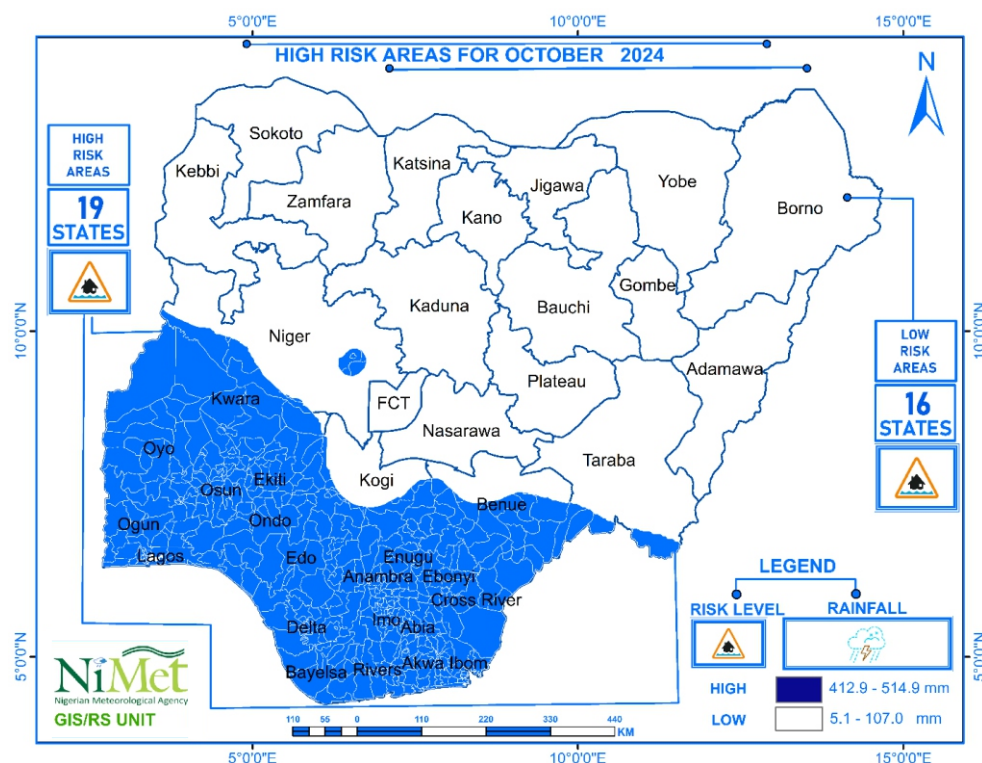 5°0'0"E 10°0'0"E 15°0'0"E
HIGH RISK AREAS FOR OCTOBER 2024
N
HIGH
RISK
AREAS
19
STATES
Sokoto
Kebbi
Katsina
Zamfara
Jigawa
Kano
Yobe
Borno
Kaduna
Bauchi
Gombe
Niger
10°0'0"N
10°0'0"N
LOW
RISK
AREAS
16
STATES
Adamawa
Plateau
FCT
Nasarawa
Taraba
Kogi
Benue
Kwara
Oyo
Ekiti
Osun
Ogun
Ondo
Lagos
Edo
Enugu
Anambra Ebonyi
Cross River
Imo
Abia
Delta
Bayelsa Rivers Akwa Ibom
5°0'0"N
5°0'0"N
LEGEND
RISK LEVEL RAINFALL
HIGH 412.9 - 514.9 mm
LOW 5.1 - 107.0 mm
NiMet
Nigerian Meteorological Agency
GIS/RS UNIT
110 55 0 110 220 330 440
KM
5°0'0"E 10°0'0"E 15°0'0"E